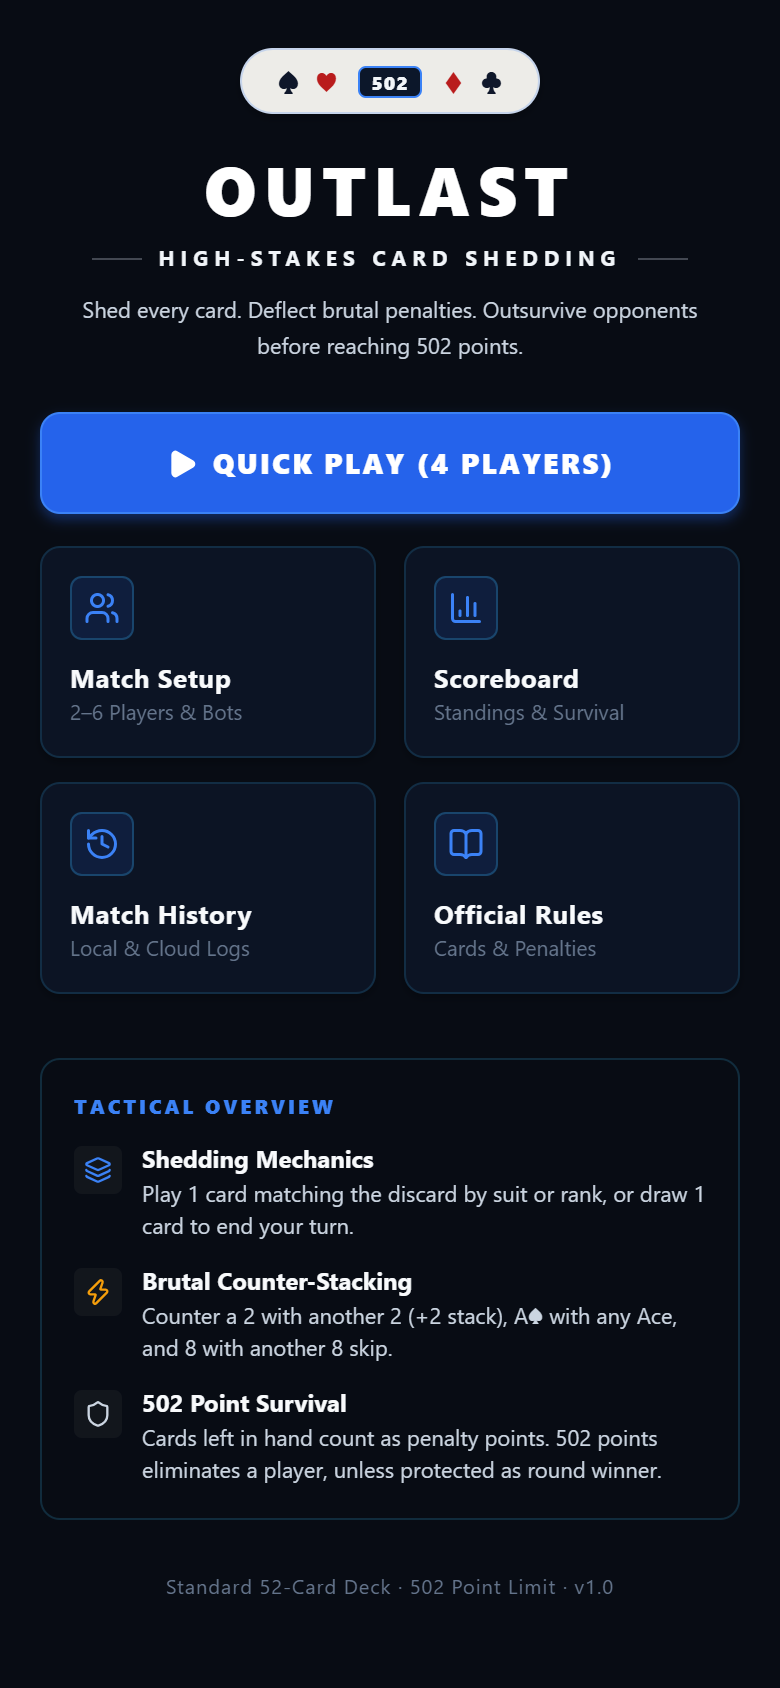 502
OUTLAST
HIGH-STAKES CARD SHEDDING
Shed every card. Deflect brutal penalties. Outsurvive opponents
before reaching 502 points.
QUICK PLAY (4 PLAYERS)
Match Setup
2–6 Players & Bots
Scoreboard
Standings & Survival
Match History
Local & Cloud Logs
Official Rules
Cards & Penalties
TACTICAL OVERVIEW
Shedding Mechanics
Play 1 card matching the discard by suit or rank, or draw 1
card to end your turn.
Brutal Counter-Stacking
Counter a 2 with another 2 (+2 stack), A♠ with any Ace,
and 8 with another 8 skip.
502 Point Survival
Cards left in hand count as penalty points. 502 points
eliminates a player, unless protected as round winner.
Standard 52-Card Deck · 502 Point Limit · v1.0